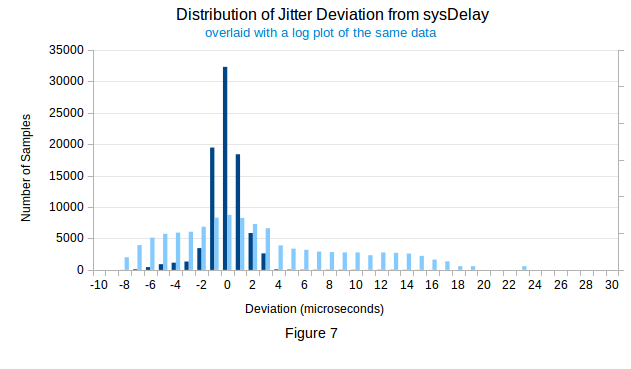 Distribution of Jitter Deviation from sysDelay
overlaid with a log plot of the same data
35000
30000
25000
20000
15000
10000
5000
0
Number of Samples
-10 -8 -6 -4 -2 0 2 4 6 8 10 12 14 16 18 20 22 24 26 28 30
Deviation (microseconds)
Figure 7